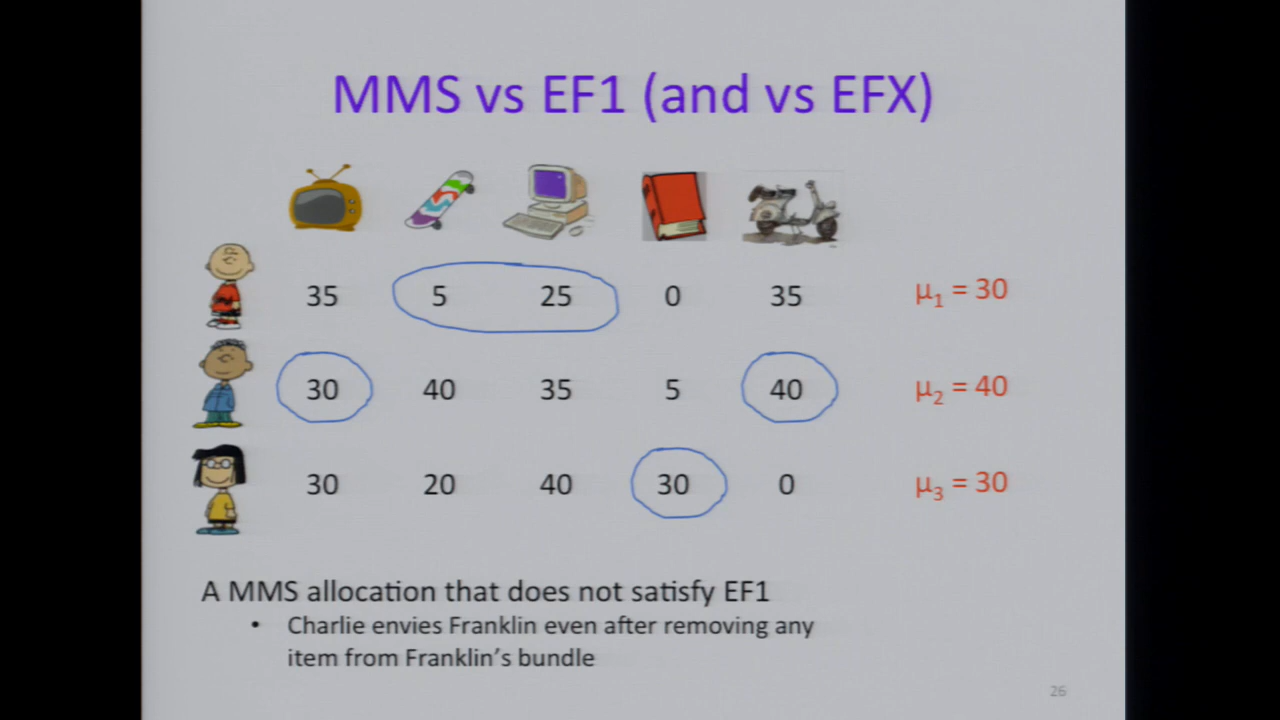 MMS vs EF1 (and vs EFX)
35 5 25 0 35 μ1 = 30
30 40 35 5 40 μ2 = 40
30 20 40 30 0 μ3 = 30
A MMS allocation that does not satisfy EF1
• Charlie envies Franklin even after removing any
item from Franklin's bundle
26